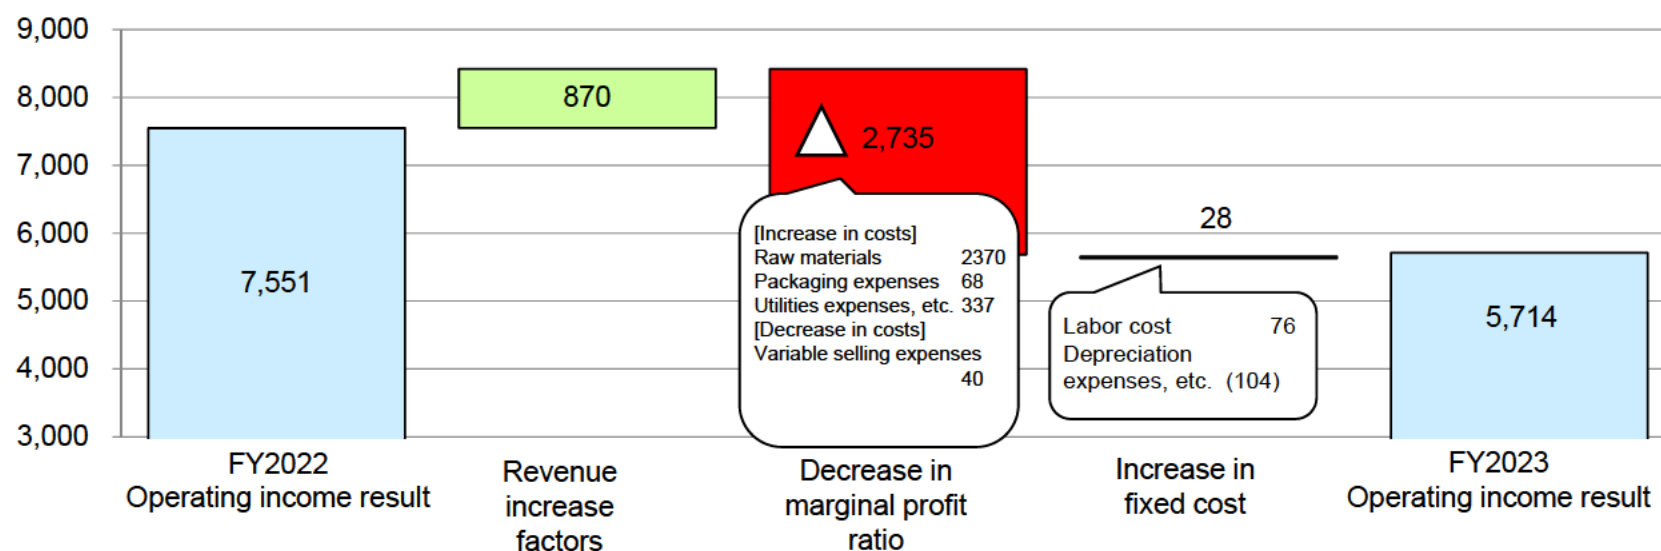 9,000
8,000
7,000
6,000
5,000
4,000
3,000
7,551
870
△ 2,735
[Increase in costs]
Raw materials 2370
Packaging expenses 68
Utilities expenses, etc. 337
[Decrease in costs]
Variable selling expenses
40
28
Labor cost 76
Depreciation
expenses, etc. (104)
5,714
FY2022
Operating income result
Revenue
increase
factors
Decrease in
marginal profit
ratio
Increase in
fixed cost
FY2023
Operating income result